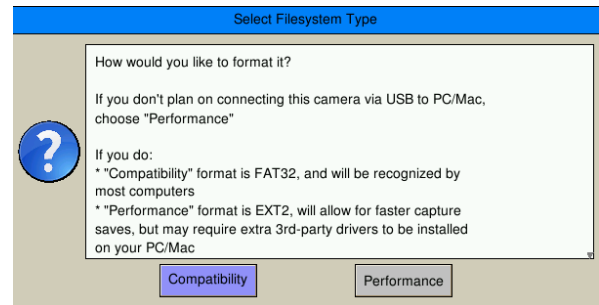 Select Filesystem Type
How would you like to format it?
If you don't plan on connecting this camera via USB to PC/Mac,
choose "Performance"
If you do:
* "Compatibility" format is FAT32, and will be recognized by
most computers
* "Performance" format is EXT2, will allow for faster capture
saves, but may require extra 3rd-party drivers to be installed
on your PC/Mac
Compatibility
Performance